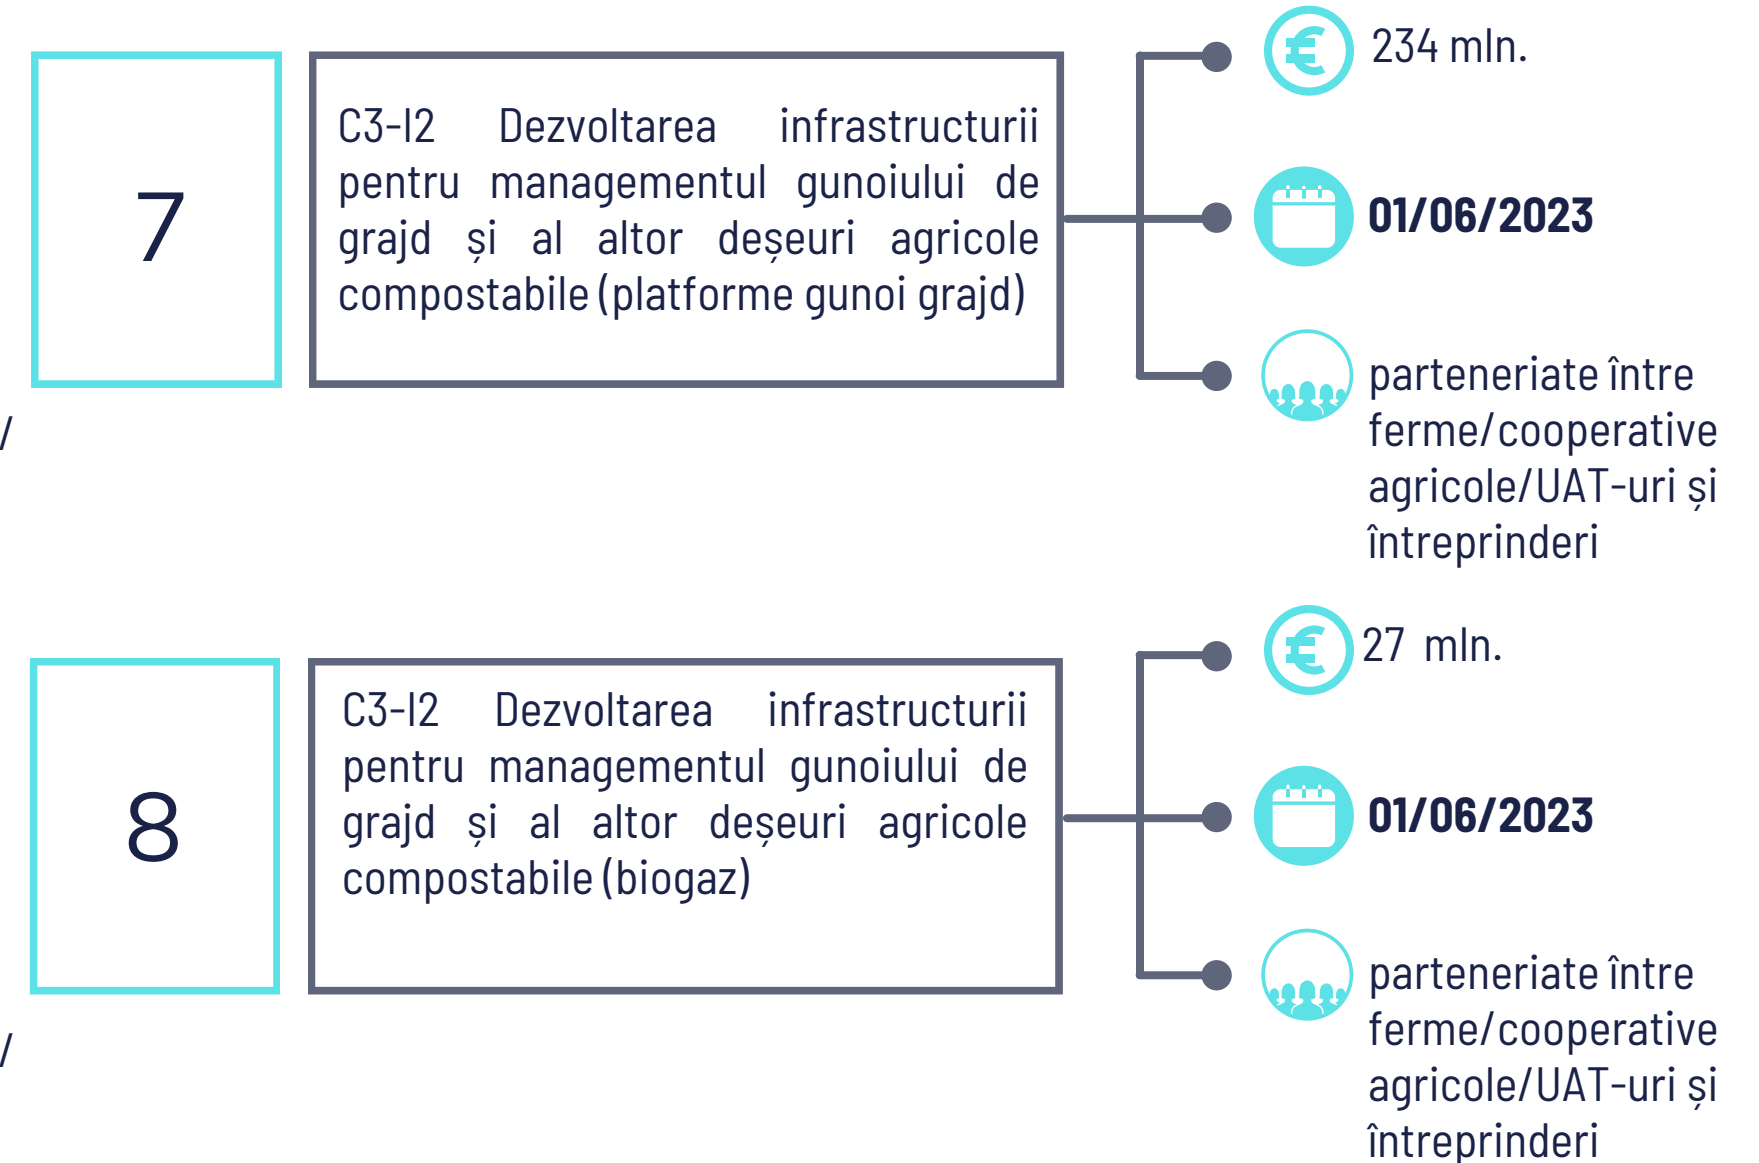 7
C3-I2 Dezvoltarea infrastructurii
pentru managementul gunoiului de
grajd și al altor deșeuri agricole
compostabile (platforme gunoi grajd)
€
234 mln.
01/06/2023
parteneriate între
ferme/cooperative
agricole/UAT-uri și
întreprinderi
/
8
C3-I2 Dezvoltarea infrastructurii
pentru managementul gunoiului de
grajd și al altor deșeuri agricole
compostabile (biogaz)
€
27 mln.
01/06/2023
parteneriate între
ferme/cooperative
agricole/UAT-uri și
întreprinderi
/